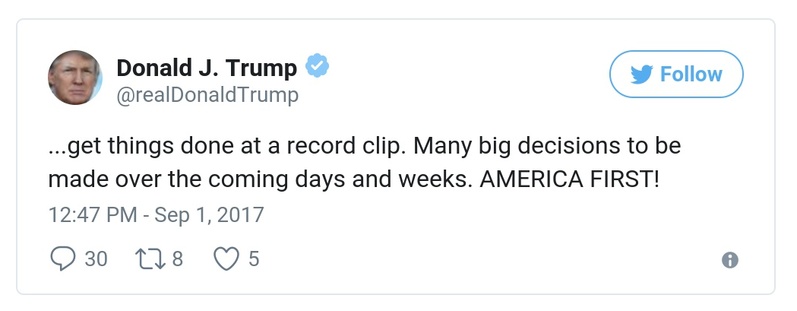 Donald J. Trump
@realDonaldTrump
Follow
...get things done at a record clip. Many big decisions to be
made over the coming days and weeks. AMERICA FIRST!
12:47 PM - Sep 1, 2017
30 8 5